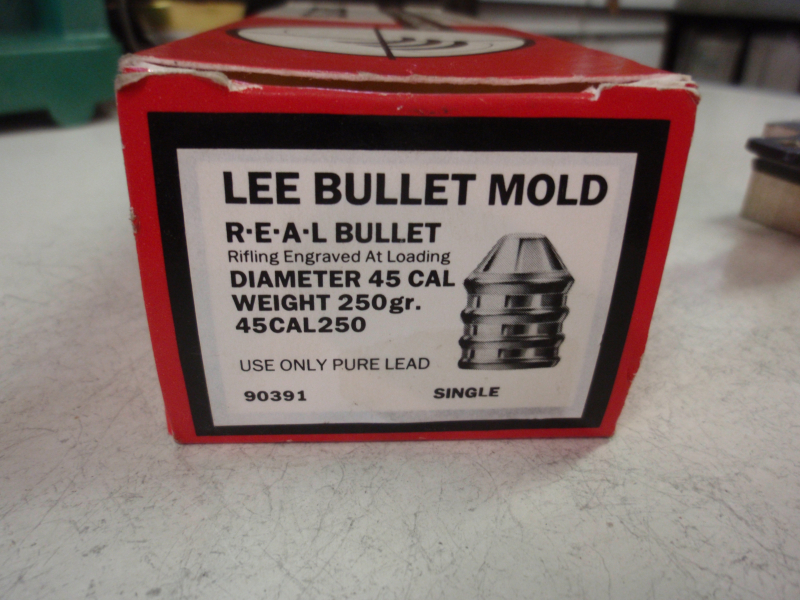 LEE BULLET MOLD
R·E·A·L BULLET
Rifling Engraved At Loading
DIAMETER 45 CAL
WEIGHT 250gr.
45CAL250
USE ONLY PURE LEAD
90391 SINGLE